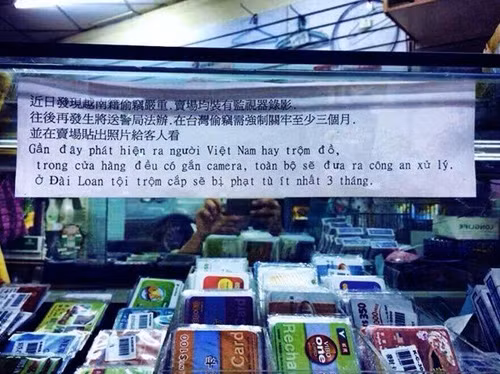 近日發現越南籍偷竊嚴重.賣場均裝有監視器錄影.
往後再發生將送警局法辦.在台灣偷竊需強制關牢至少三個月.
並在賣場貼出照片給客人看
Gần đây phát hiện ra người Việt Nam hay trộm đồ,
trong cửa hàng đều có gắn camera, toàn bộ sẽ đưa ra công an xử lý.
ở Đài Loan tội trộm cắp sẽ bị phạt tù ít nhất 3 tháng.
Card
Recha
one
350